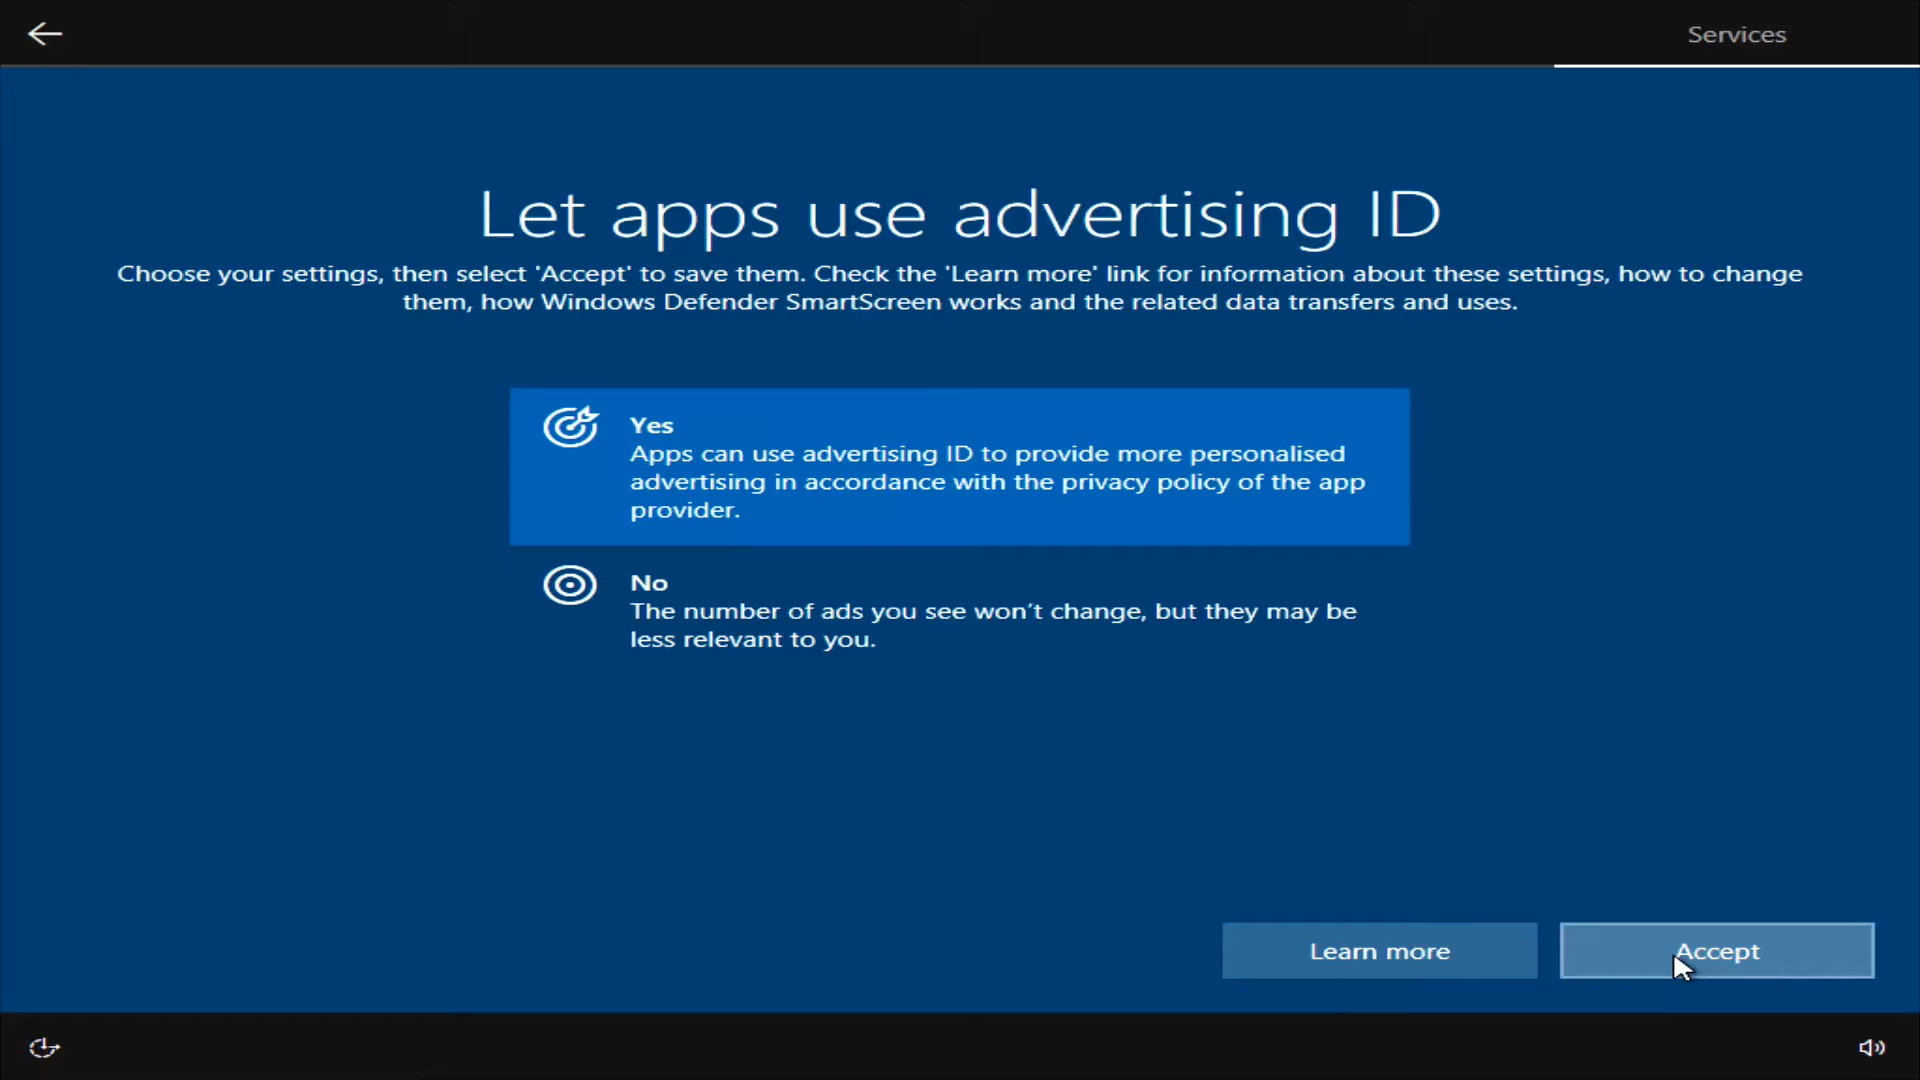 Services
Let apps use advertising ID
Choose your settings, then select 'Accept' to save them. Check the 'Learn more' link for information about these settings, how to change
them, how Windows Defender SmartScreen works and the related data transfers and uses.
Yes
Apps can use advertising ID to provide more personalised
advertising in accordance with the privacy policy of the app
provider.
No
The number of ads you see won't change, but they may be
less relevant to you.
Learn more
Accept